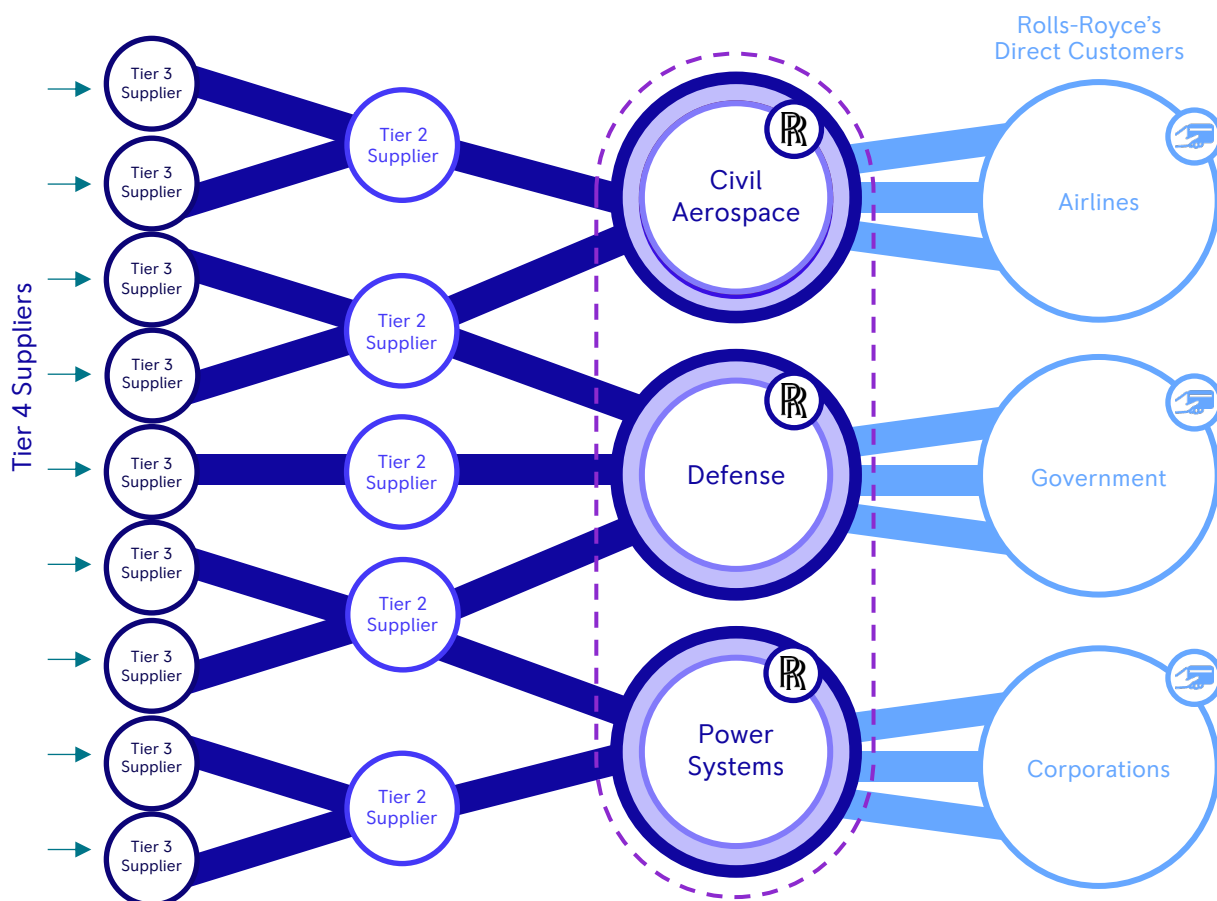 Rolls-Royce's
Direct Customers
Tier 4 Suppliers
Tier 3
Supplier
Tier 3
Supplier
Tier 3
Supplier
Tier 3
Supplier
Tier 3
Supplier
Tier 3
Supplier
Tier 3
Supplier
Tier 3
Supplier
Tier 3
Supplier
Tier 2
Supplier
Tier 2
Supplier
Tier 2
Supplier
Tier 2
Supplier
Tier 2
Supplier
RR
Civil
Aerospace
RR
Defense
RR
Power
Systems
Airlines
Government
Corporations